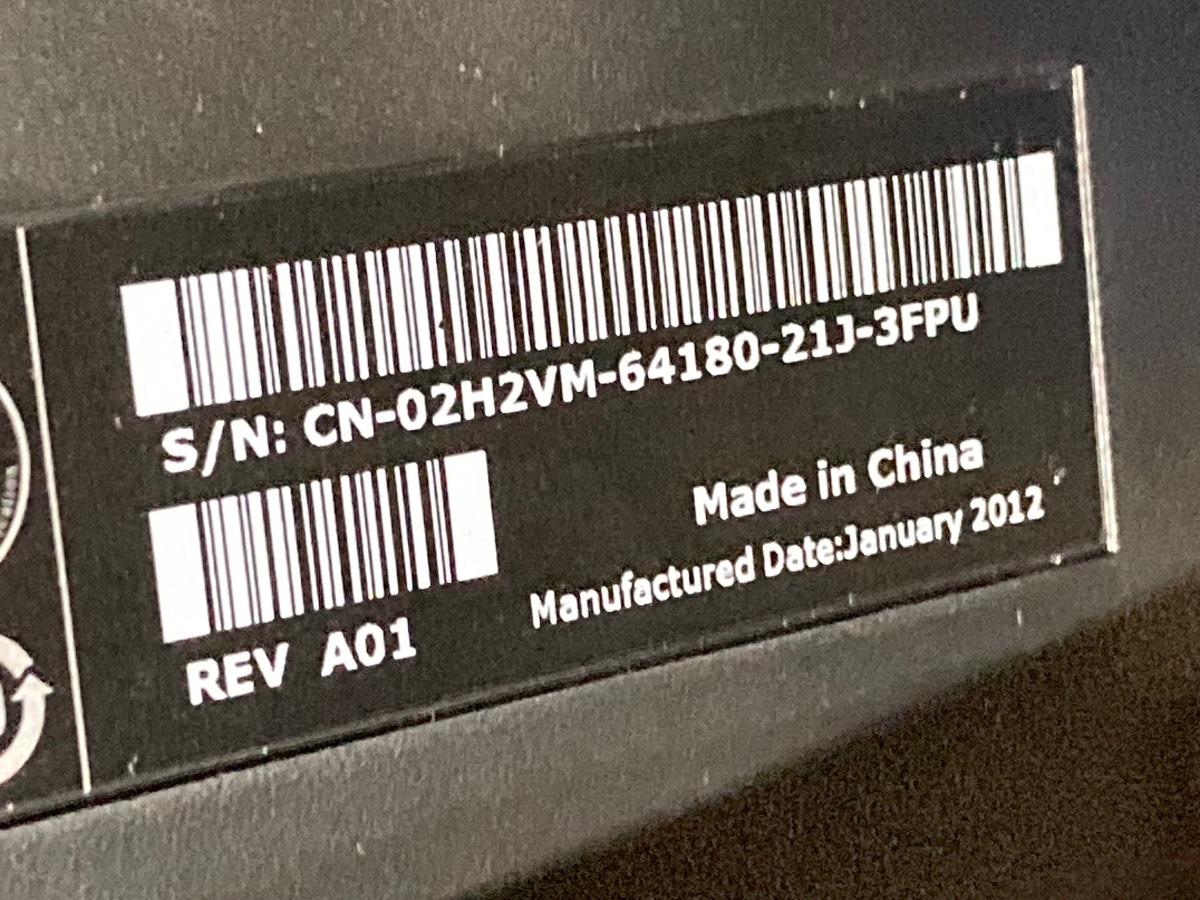 S/N: CN-02H2VM-64180-21J-3FPU
Made in China
Manufactured Date:January 2012
REV A01